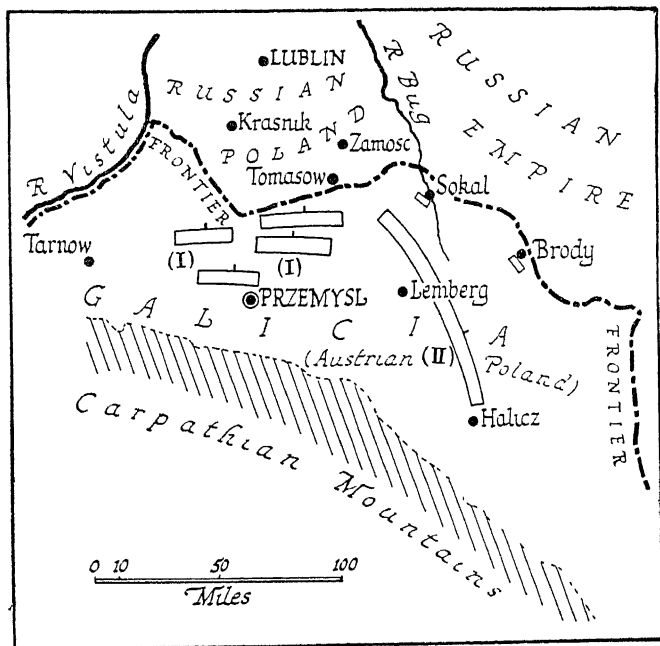 LUBLIN
RUSSIAN
POLAND
Krasnik
Zamosc
Tomasow
R Vistula
FRONTIER
R Bug
RUSSIAN
EMPIRE
Sokal
Brody
Tarnow
(I)
(I)
PRZEMYSL
Lemberg
GALICIA
(Austrian (II) Poland)
Halicz
FRONTIER
Carpathian Mountains
0 10 50 100
Miles